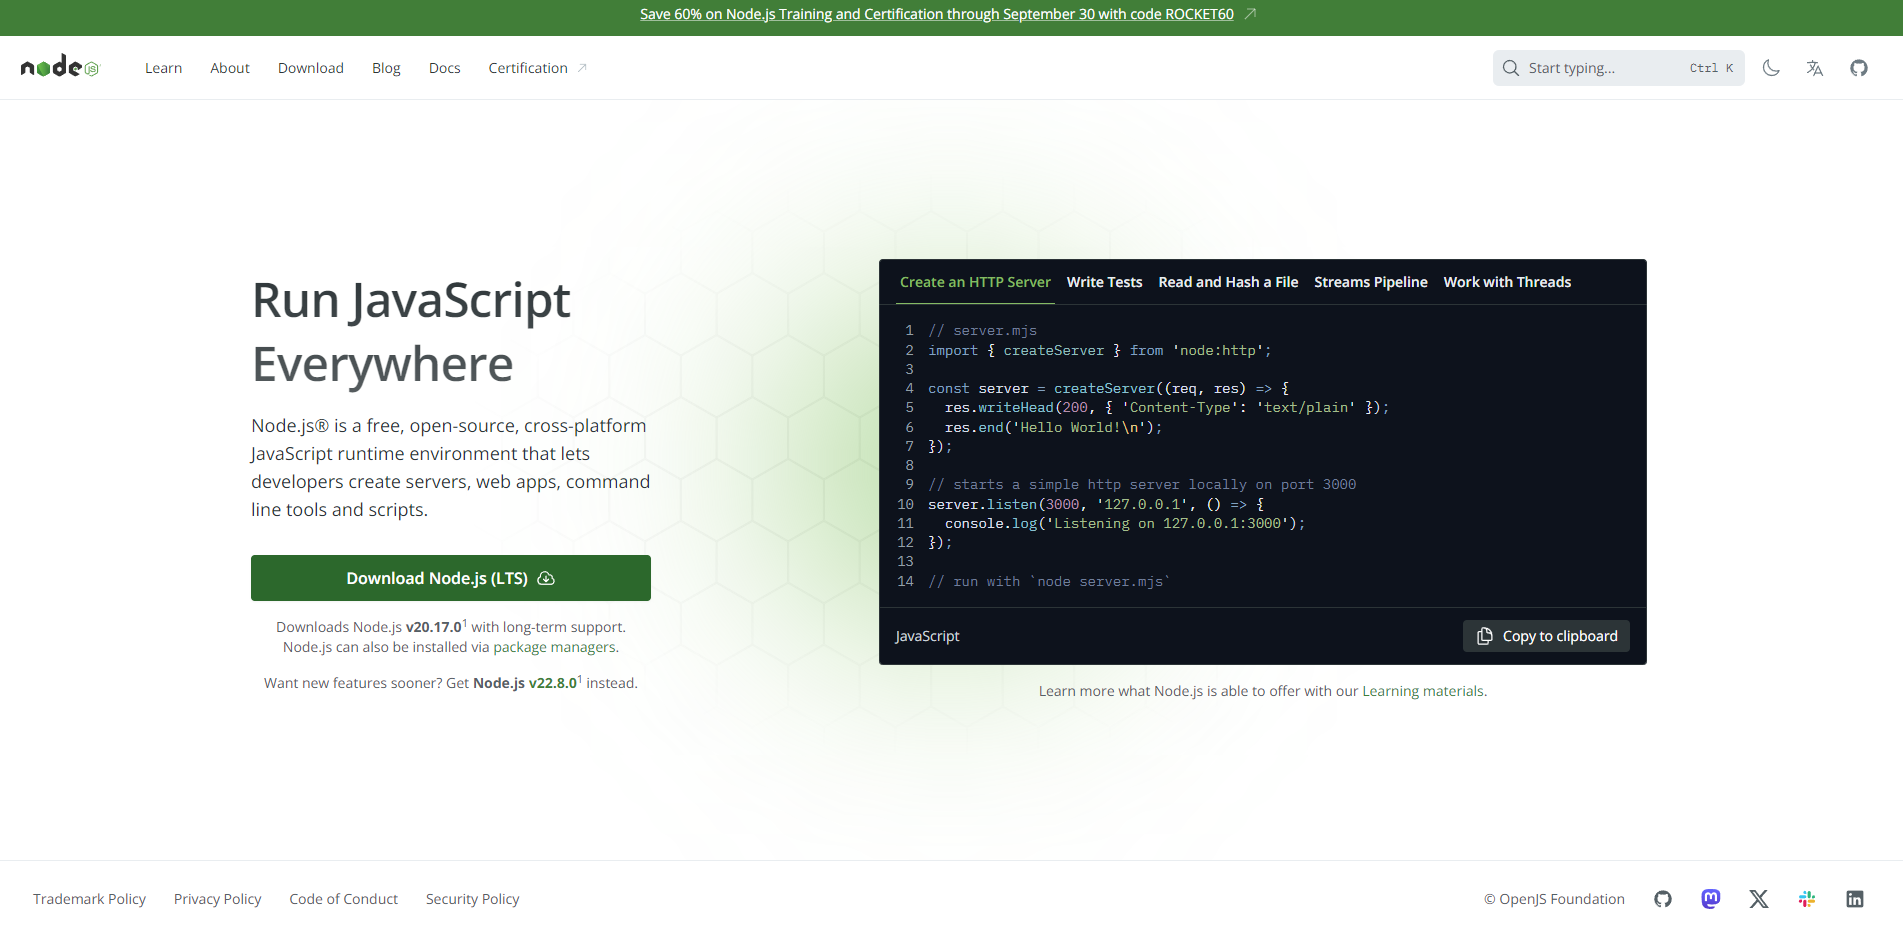 Save 60% on Node.js Training and Certification through September 30 with code ROCKET60
node JS
Learn
About
Download
Blog
Docs
Certification
Start typing...
Ctrl K
Run JavaScript
Everywhere
Node.js® is a free, open-source, cross-platform
JavaScript runtime environment that lets
developers create servers, web apps, command
line tools and scripts.
Download Node.js (LTS)
Downloads Node.js v20.17.0¹ with long-term support.
Node.js can also be installed via package managers.
Want new features sooner? Get Node.js v22.8.0¹ instead.
Create an HTTP Server
Write Tests
Read and Hash a File
Streams Pipeline
Work with Threads
1 // server.mjs
2 import { createServer } from 'node:http';
3
4 const server = createServer((req, res) => {
5   res.writeHead(200, { 'Content-Type': 'text/plain' });
6   res.end('Hello World!\n');
7 });
8
9 // starts a simple http server locally on port 3000
10 server.listen(3000, '127.0.0.1', () => {
11   console.log('Listening on 127.0.0.1:3000');
12 });
13
14 // run with `node server.mjs`
JavaScript
Copy to clipboard
Learn more what Node.js is able to offer with our Learning materials.
Trademark Policy
Privacy Policy
Code of Conduct
Security Policy
© OpenJS Foundation